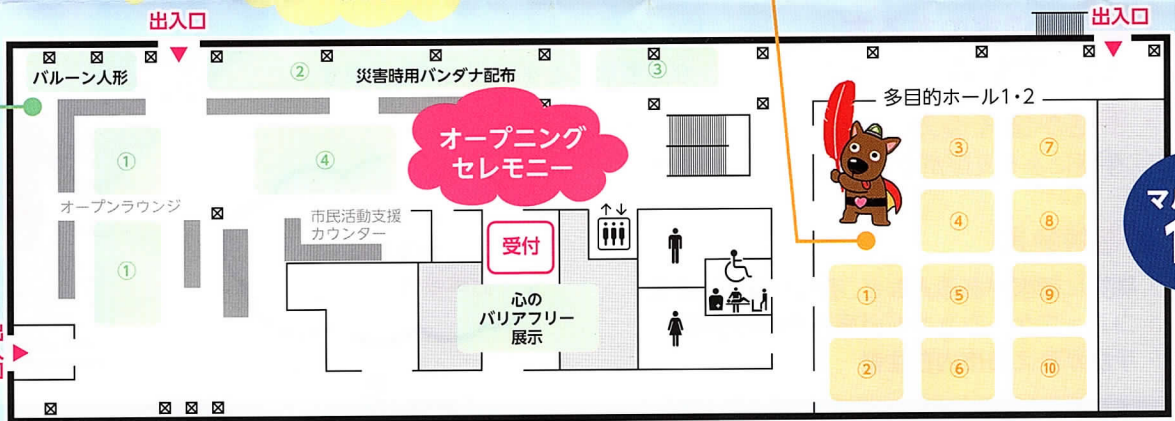 出入口
出入口
バルーン人形
②
災害時用バンダナ配布
③
多目的ホール1・2
オープニング
セレモニー
①
④
③
⑦
オープンラウンジ
市民活動支援
カウンター
受付
④
⑧
①
心の
バリアフリー
展示
①
⑤
⑨
②
⑥
⑩